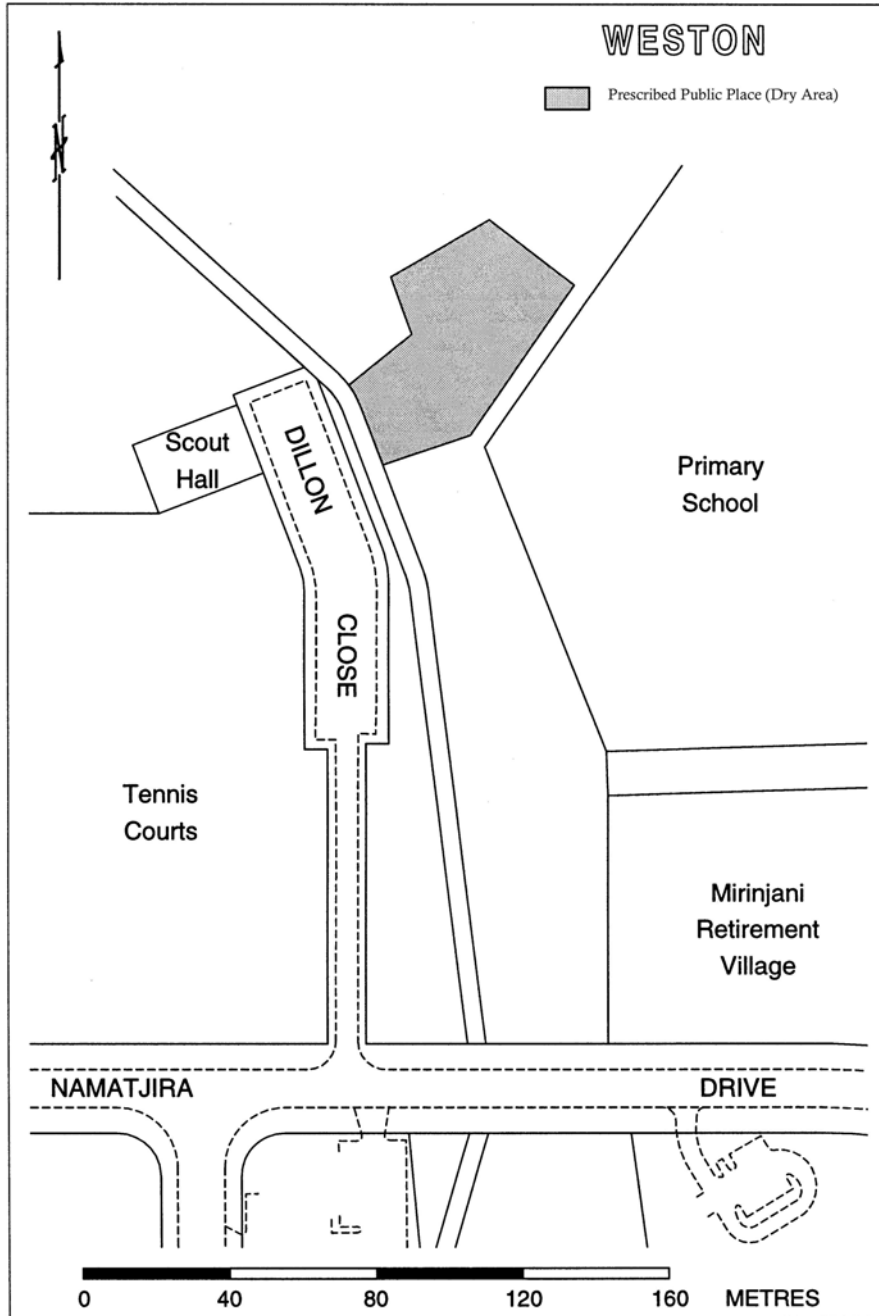 WESTON
Prescribed Public Place (Dry Area)
N
Scout
Hall
DILLON
CLOSE
Primary
School
Tennis
Courts
Mirinjani
Retirement
Village
NAMATJIRA
DRIVE
0 40 80 120 160 METRES